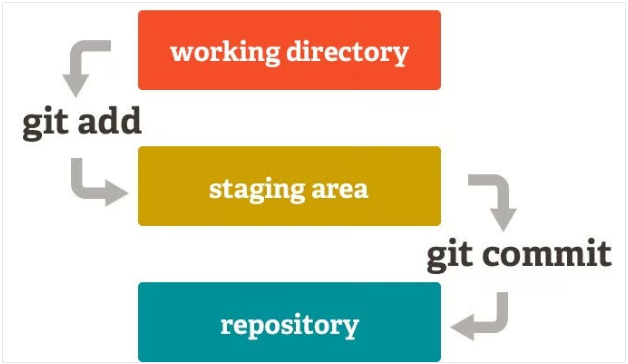 working directory
git add
staging area
git commit
repository